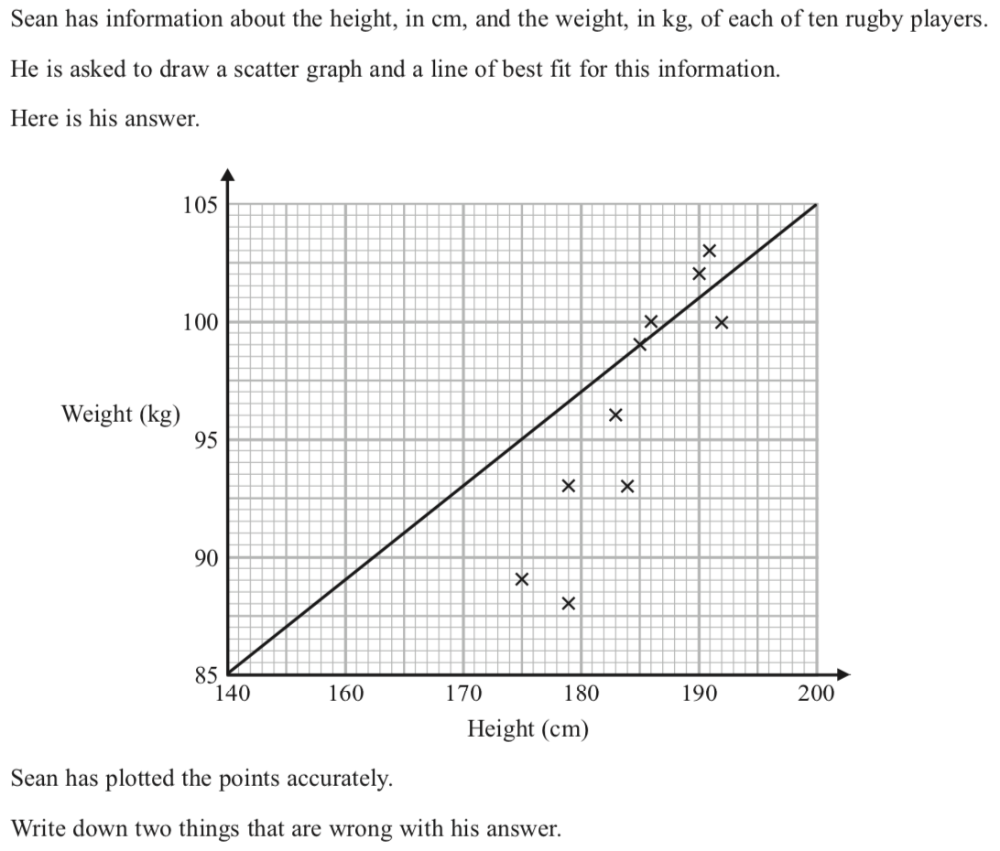 Sean has information about the height, in cm, and the weight, in kg, of each of ten rugby players.
He is asked to draw a scatter graph and a line of best fit for this information.
Here is his answer.
105
100
Weight (kg)
95
90
85
140 160 170 180 190 200
Height (cm)
Sean has plotted the points accurately.
Write down two things that are wrong with his answer.